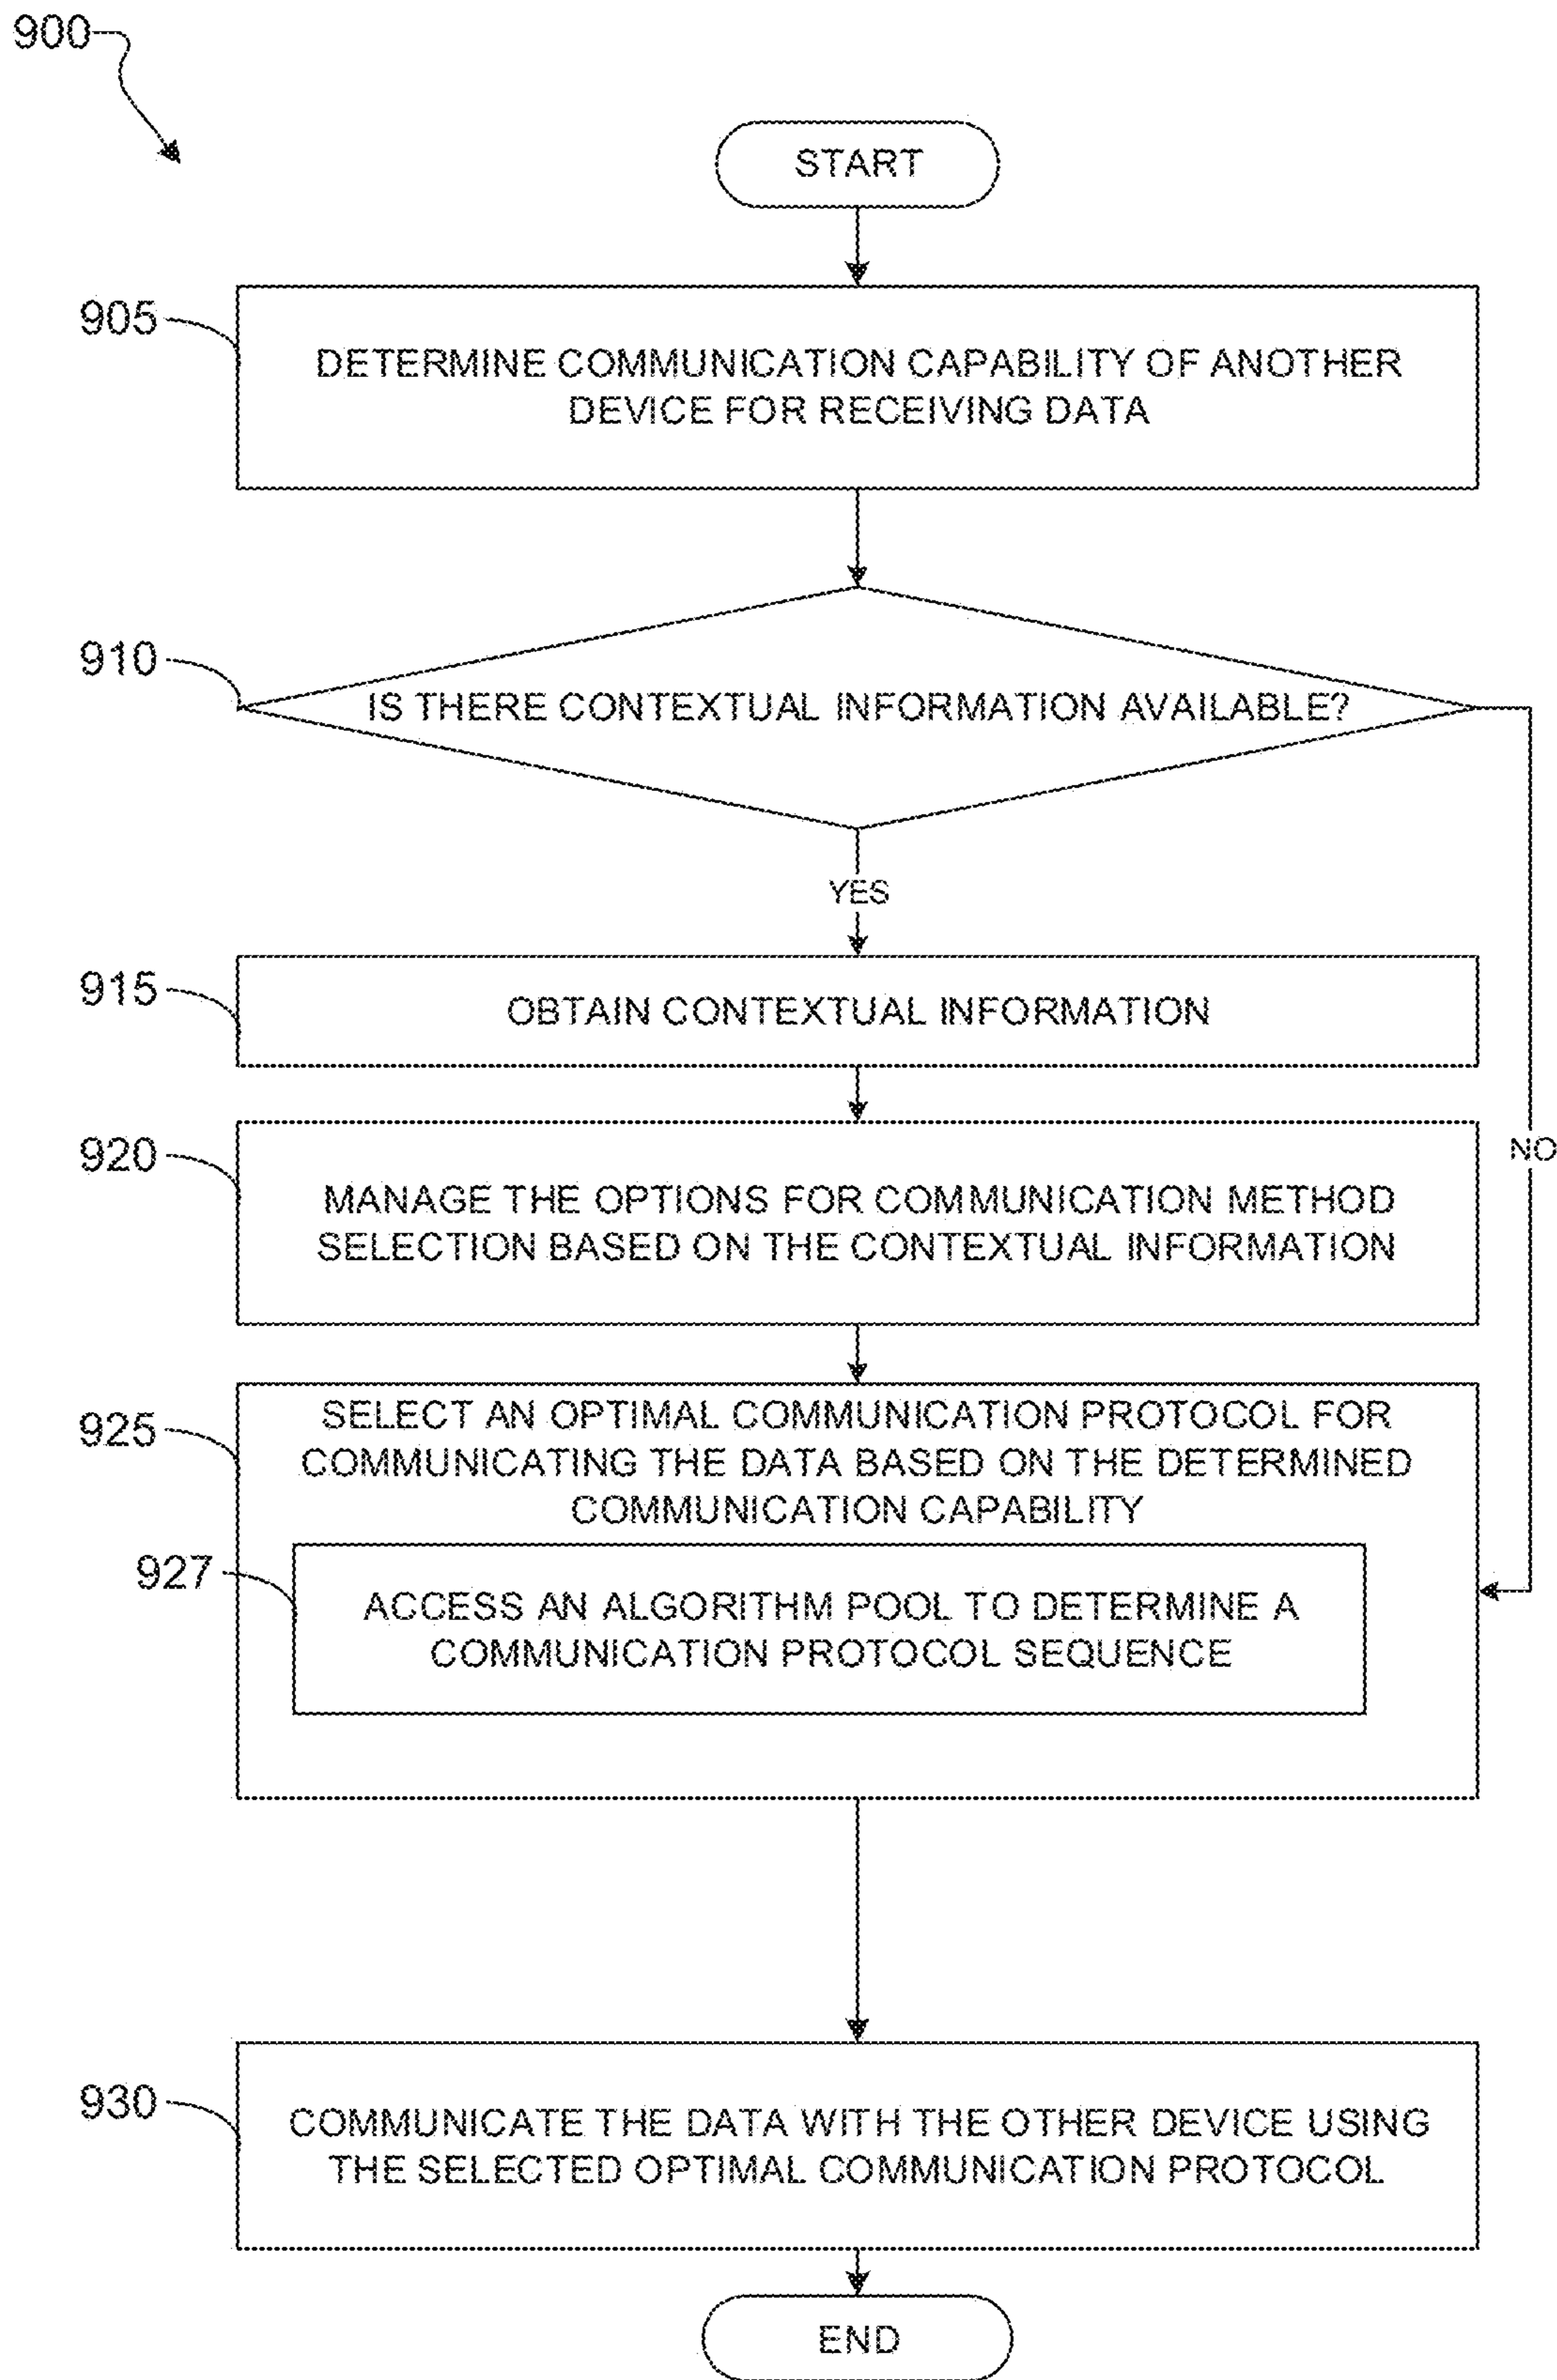 900
START
905
DETERMINE COMMUNICATION CAPABILITY OF ANOTHER
DEVICE FOR RECEIVING DATA
910
IS THERE CONTEXTUAL INFORMATION AVAILABLE?
YES
915
OBTAIN CONTEXTUAL INFORMATION
920
MANAGE THE OPTIONS FOR COMMUNICATION METHOD
SELECTION BASED ON THE CONTEXTUAL INFORMATION
NO
925
SELECT AN OPTIMAL COMMUNICATION PROTOCOL FOR
COMMUNICATING THE DATA BASED ON THE DETERMINED
COMMUNICATION CAPABILITY
927
ACCESS AN ALGORITHM POOL TO DETERMINE A
COMMUNICATION PROTOCOL SEQUENCE
930
COMMUNICATE THE DATA WITH THE OTHER DEVICE USING
THE SELECTED OPTIMAL COMMUNICATION PROTOCOL
END